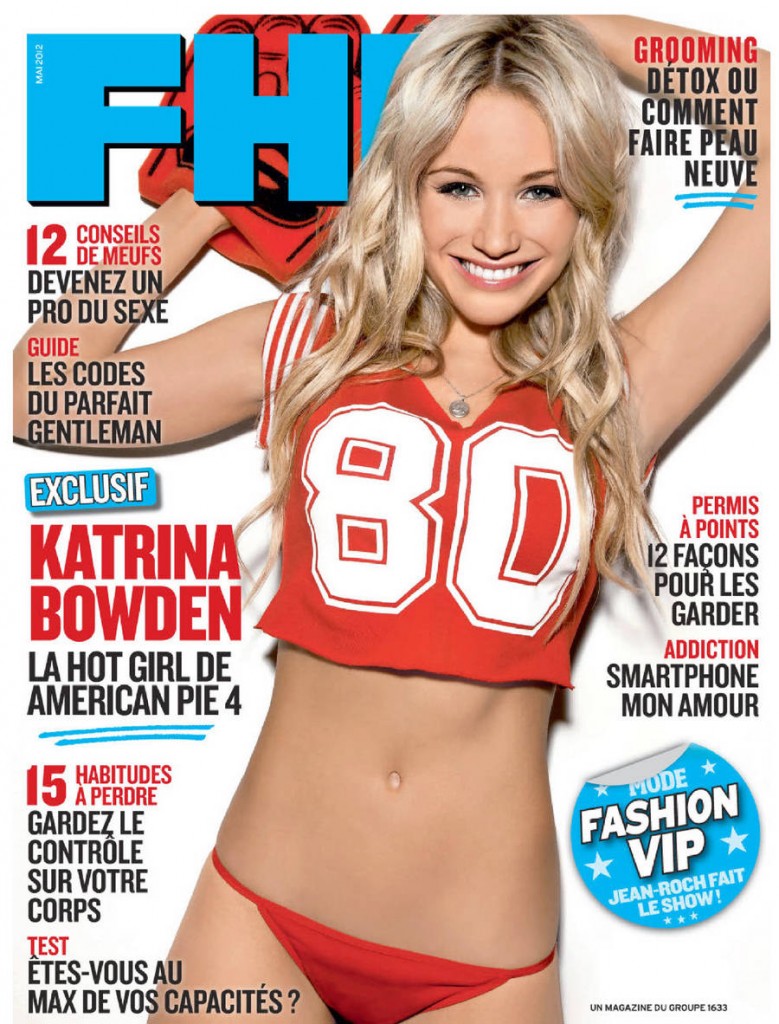 MAI 2012
FH
GROOMING
DÉTOX OU
COMMENT
FAIRE PEAU
NEUVE
12 CONSEILS
DE MEUFS
DEVENEZ UN
PRO DU SEXE
GUIDE
LES CODES
DU PARFAIT
GENTLEMAN
EXCLUSIF
KATRINA
BOWDEN
LA HOT GIRL DE
AMERICAN PIE 4
15 HABITUDES
À PERDRE
GARDEZ LE
CONTRÔLE
SUR VOTRE
CORPS
TEST
ÊTES-VOUS AU
MAX DE VOS CAPACITÉS ?
80
PERMIS
À POINTS
12 FAÇONS
POUR LES
GARDER
ADDICTION
SMARTPHONE
MON AMOUR
MODE
FASHION
VIP
JEAN-ROCH FAIT
LE SHOW !
UN MAGAZINE DU GROUPE 1633